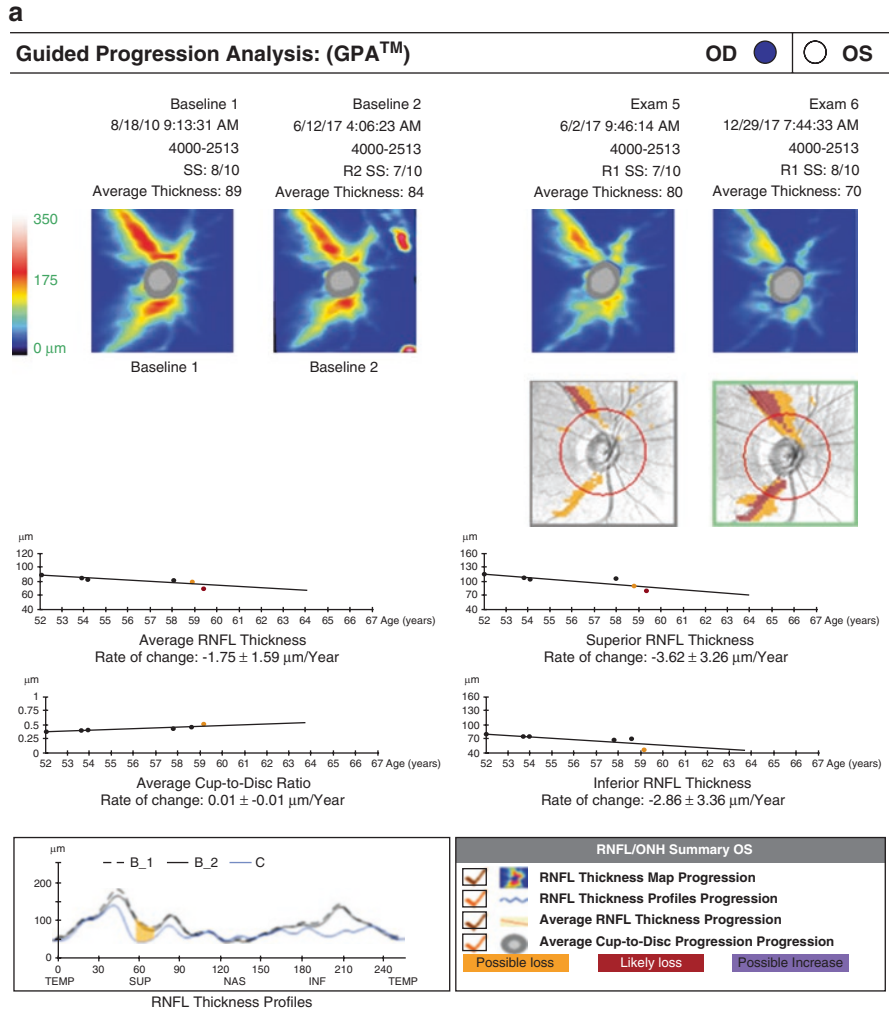 a
Guided Progression Analysis: (GPA™) OD OS
Baseline 1
8/18/10 9:13:31 AM
4000-2513
SS: 8/10
Average Thickness: 89
Baseline 2
6/12/17 4:06:23 AM
4000-2513
R2 SS: 7/10
Average Thickness: 84
Exam 5
6/2/17 9:46:14 AM
4000-2513
R1 SS: 7/10
Average Thickness: 80
Exam 6
12/29/17 7:44:33 AM
4000-2513
R1 SS: 8/10
Average Thickness: 70
350
175
0 μm
Baseline 1
Baseline 2
μm
120
100
80
60
40
52 53 54 55 56 57 58 59 60 61 62 63 64 65 66 67 Age (years)
Average RNFL Thickness
Rate of change: -1.75 ± 1.59 μm/Year
μm
160
130
100
70
40
52 53 54 55 56 57 58 59 60 61 62 63 64 65 66 67 Age (years)
Superior RNFL Thickness
Rate of change: -3.62 ± 3.26 μm/Year
μm
1
0.75
0.5
0.25
0
52 53 54 55 56 57 58 59 60 61 62 63 64 65 66 67 Age (years)
Average Cup-to-Disc Ratio
Rate of change: 0.01 ± -0.01 μm/Year
μm
160
130
100
70
40
52 53 54 55 56 57 58 59 60 61 62 63 64 65 66 67 Age (years)
Inferior RNFL Thickness
Rate of change: -2.86 ± 3.36 μm/Year
μm
B_1 B_2 C
200
100
0
0 30 60 90 120 150 180 210 240
TEMP SUP NAS INF TEMP
RNFL Thickness Profiles
RNFL/ONH Summary OS
RNFL Thickness Map Progression
RNFL Thickness Profiles Progression
Average RNFL Thickness Progression
Average Cup-to-Disc Progression Progression
Possible loss Likely loss Possible Increase